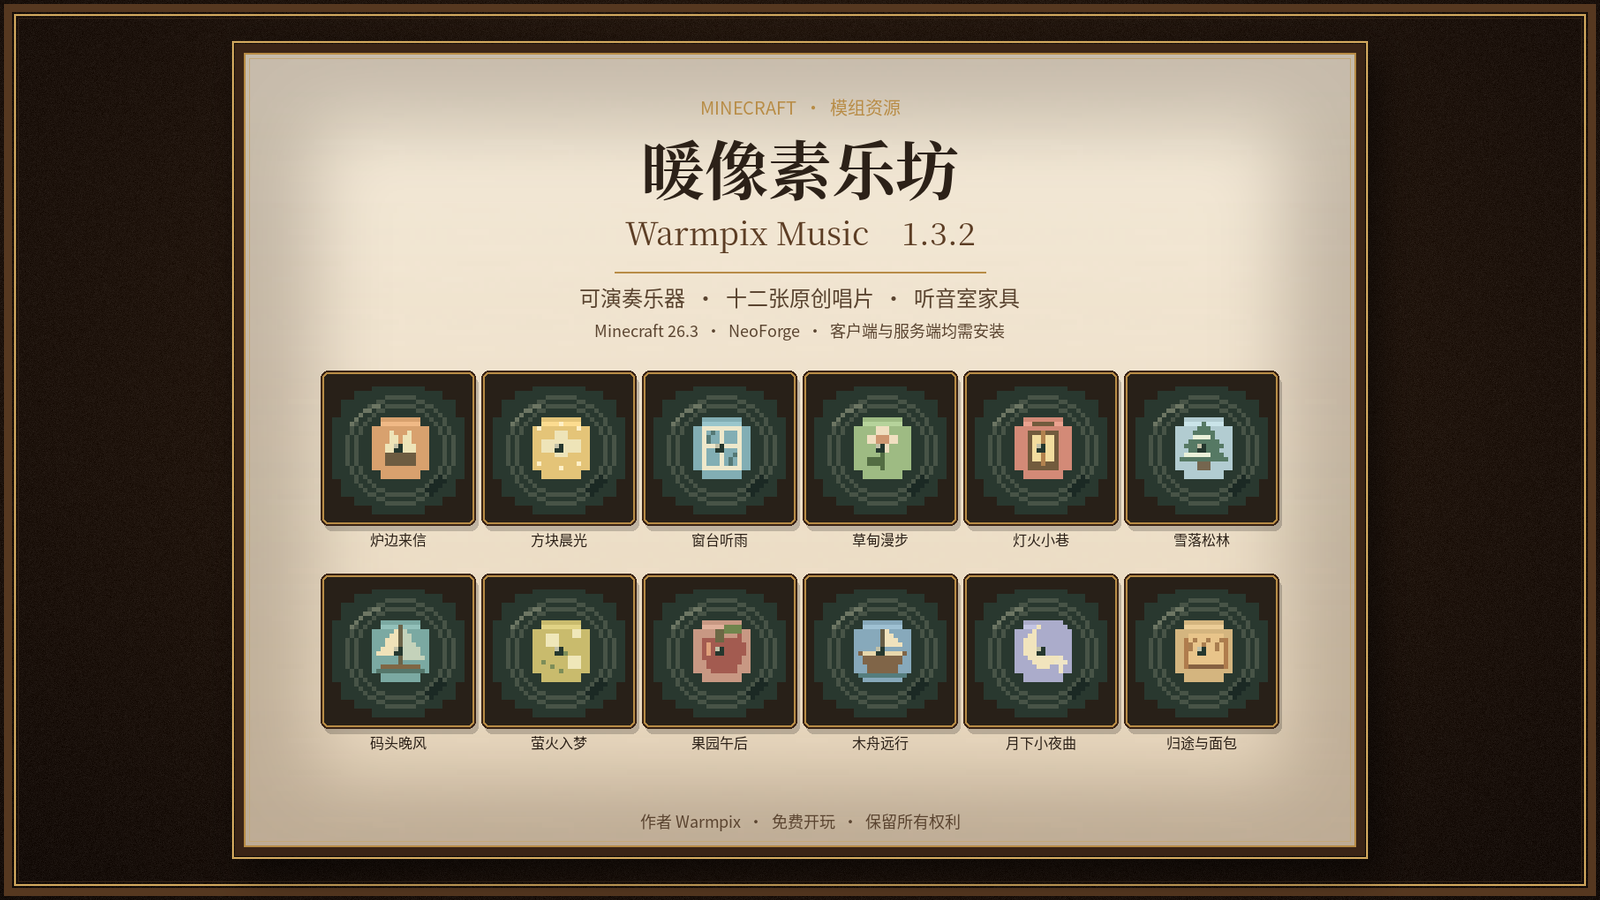 MINECRAFT · 模组资源
暖像素乐坊
Warmpix Music 1.3.2
可演奏乐器 · 十二张原创唱片 · 听音室家具
Minecraft 26.3 · NeoForge · 客户端与服务端均需安装
炉边来信 方块晨光 窗台听雨 草甸漫步 灯火小巷 雪落松林
码头晚风 萤火入梦 果园午后 木舟远行 月下小夜曲 归途与面包
作者 Warmpix · 免费开玩 · 保留所有权利